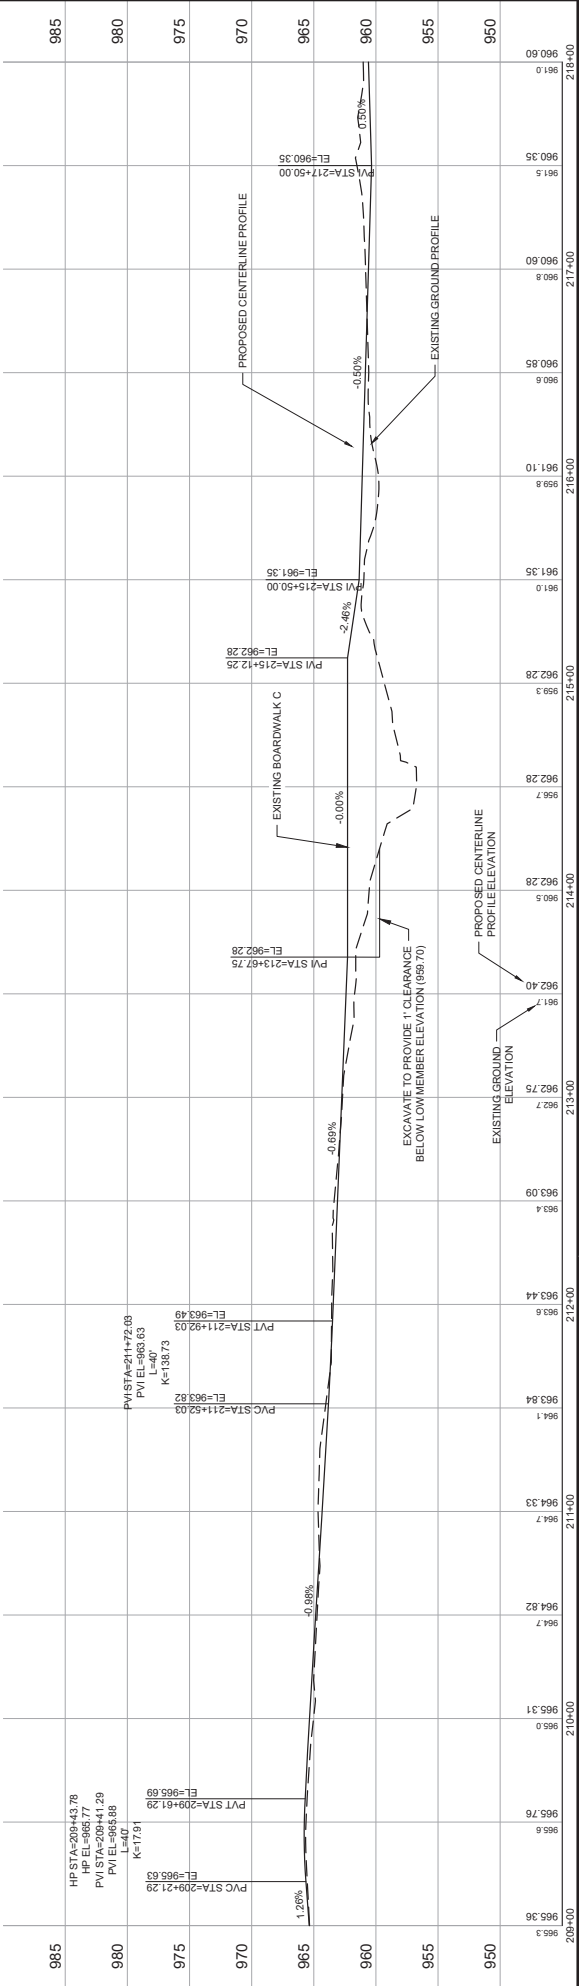 985
980
975
970
965
960
955
950
985
980
975
970
965
960
955
950
HP STA=209+43.78
HP EL=965.77
PVI STA=209+41.29
PVI EL=965.88
L=40'
K=17.91
PVC STA=209+21.29
EL=965.63
PVT STA=209+61.29
EL=965.69
1.26%
-0.98%
PVI STA=211+72.03
PVI EL=963.63
L=40'
K=138.73
PVC STA=211+52.03
EL=963.82
PVT STA=211+92.03
EL=963.49
-0.69%
PVI STA=213+67.75
EL=962.28
EXISTING BOARDWALK C
-0.00%
PVI STA=215+12.25
EL=962.28
-2.46%
PVI STA=215+50.00
EL=961.35
PROPOSED CENTERLINE PROFILE
-0.50%
EXISTING GROUND PROFILE
PVI STA=217+50.00
EL=960.35
0.50%
EXCAVATE TO PROVIDE 1' CLEARANCE
BELOW LOW MEMBER ELEVATION (959.70)
EXISTING GROUND
ELEVATION
PROPOSED CENTERLINE
PROFILE ELEVATION
965.3
965.36
965.6
965.76
965.0
965.31
964.7
964.82
964.7
964.33
964.1
963.84
963.6
963.44
963.4
963.09
962.7
962.75
961.7
962.40
960.5
962.28
956.7
962.28
959.3
962.28
961.0
961.35
959.8
961.10
960.6
960.85
960.8
960.60
961.5
960.35
961.0
960.60
209+00
210+00
211+00
212+00
213+00
214+00
215+00
216+00
217+00
218+00